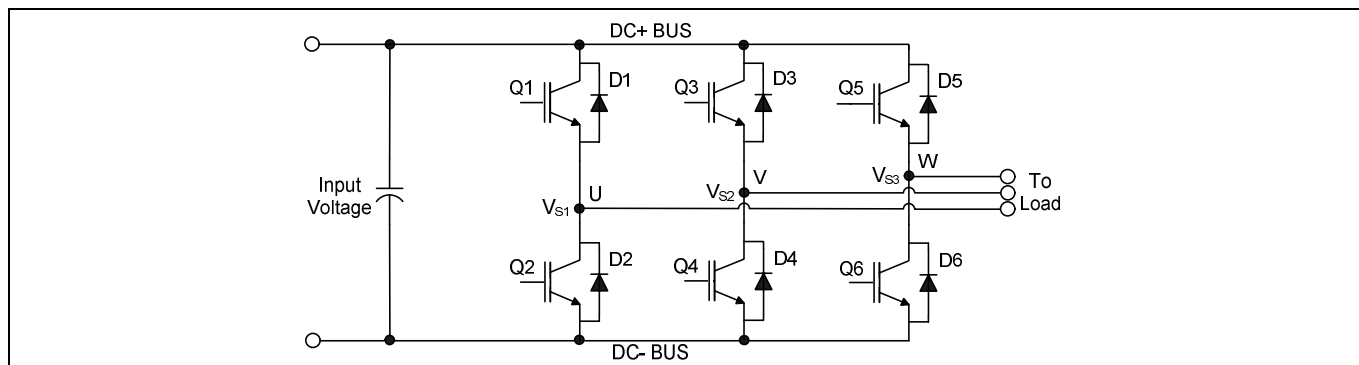 DC+ BUS
Q1
D1
Q3
D3
Q5
D5
Input
Voltage
U
V
W
VS1
VS2
VS3
To
Load
Q2
D2
Q4
D4
Q6
D6
DC- BUS